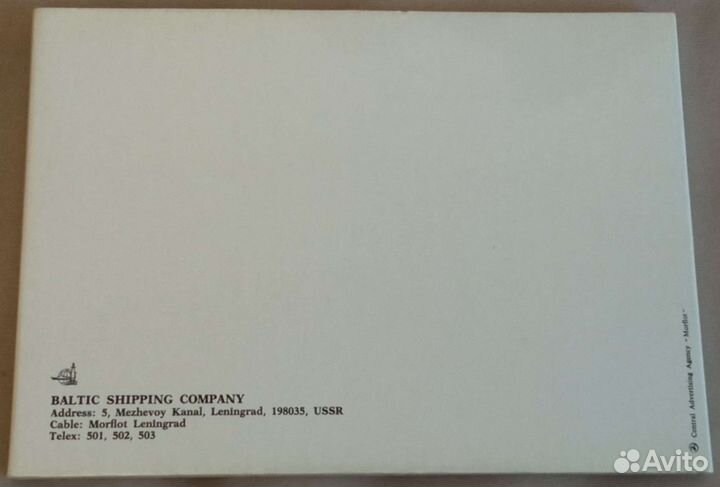 BALTIC SHIPPING COMPANY
Address: 5, Mezhevoy Kanal, Leningrad, 198035, USSR
Cable: Morflot Leningrad
Telex: 501, 502, 503
Central Advertising Agency «Morflot»
Avito